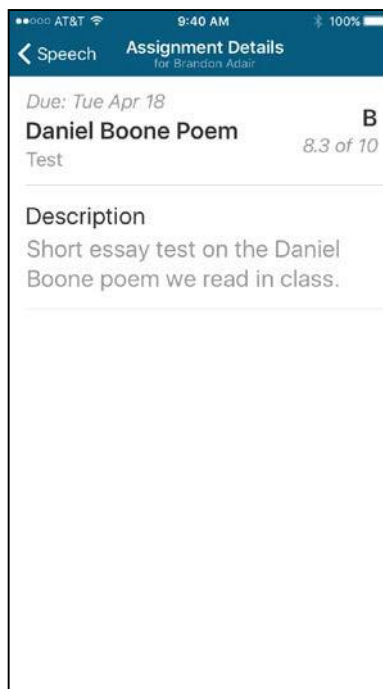 AT&T 9:40 AM 100%
Speech Assignment Details
for Brandon Adair
Due: Tue Apr 18
Daniel Boone Poem B
Test 8.3 of 10
Description
Short essay test on the Daniel
Boone poem we read in class.